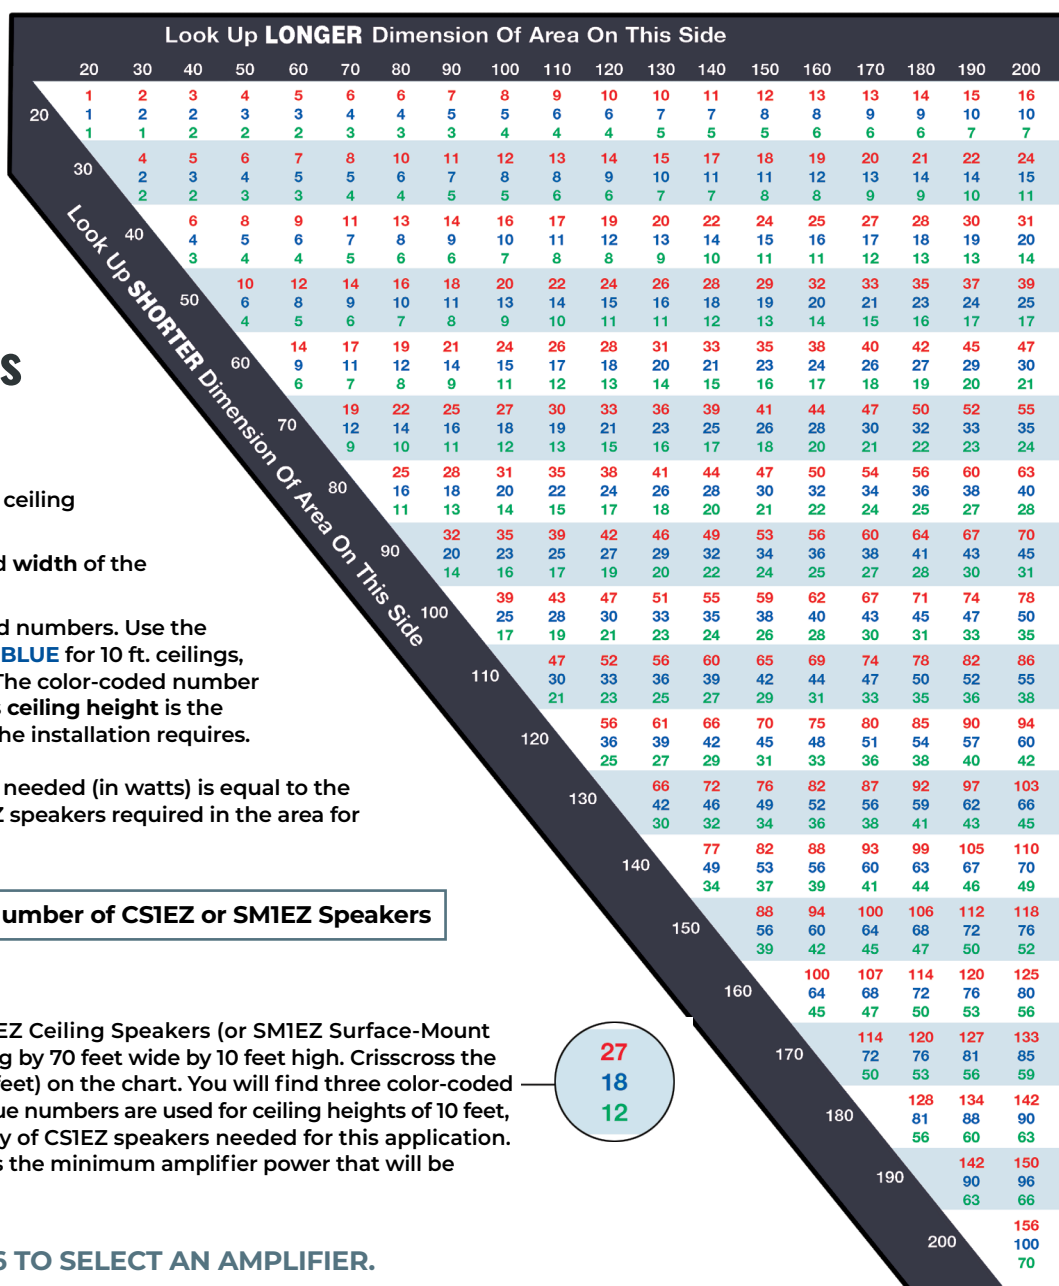 Look Up LONGER Dimension Of Area On This Side
20 30 40 50 60 70 80 90 100 110 120 130 140 150 160 170 180 190 200
Look Up SHORTER Dimension Of Area On This Side
20
1 2 3 4 5 6 6 7 8 9 10 10 11 12 13 13 14 15 16
1 2 2 3 3 4 4 5 5 6 6 7 7 8 8 9 9 10 10
1 1 2 2 2 3 3 3 4 4 4 5 5 5 6 6 6 7 7
30
4 5 6 7 8 10 11 12 13 14 15 17 18 19 20 21 22 24
2 3 4 5 5 6 7 8 8 9 10 11 11 12 13 14 14 15
2 2 3 3 4 4 5 5 6 6 7 7 8 8 9 9 10 11
40
6 8 9 11 13 14 16 17 19 20 22 24 25 27 28 30 31
4 5 6 7 8 9 10 11 12 13 14 15 16 17 18 19 20
3 4 4 5 6 6 7 8 8 9 10 11 11 12 13 13 14
50
10 12 14 16 18 20 22 24 26 28 29 32 33 35 37 39
6 8 9 10 11 13 14 15 16 18 19 20 21 23 24 25
4 5 6 7 8 9 10 11 11 12 13 14 15 16 17 17
60
14 17 19 21 24 26 28 31 33 35 38 40 42 45 47
9 11 12 14 15 17 18 20 21 23 24 26 27 29 30
6 7 8 9 11 12 13 14 15 16 17 18 19 20 21
70
19 22 25 27 30 33 36 39 41 44 47 50 52 55
12 14 16 18 19 21 23 25 26 28 30 32 33 35
9 10 11 12 13 15 16 17 18 20 21 22 23 24
80
25 28 31 35 38 41 44 47 50 54 56 60 63
16 18 20 22 24 26 28 30 32 34 36 38 40
11 13 14 15 17 18 20 21 22 24 25 27 28
90
32 35 39 42 46 49 53 56 60 64 67 70
20 23 25 27 29 32 34 36 38 41 43 45
14 16 17 19 20 22 24 25 27 28 30 31
100
39 43 47 51 55 59 62 67 71 74 78
25 28 30 33 35 38 40 43 45 47 50
17 19 21 23 24 26 28 30 31 33 35
110
47 52 56 60 65 69 74 78 82 86
30 33 36 39 42 44 47 50 52 55
21 23 25 27 29 31 33 35 36 38
120
56 61 66 70 75 80 85 90 94
36 39 42 45 48 51 54 57 60
25 27 29 31 33 36 38 40 42
130
66 72 76 82 87 92 97 103
42 46 49 52 56 59 62 66
30 32 34 36 38 41 43 45
140
77 82 88 93 99 105 110
49 53 56 60 63 67 70
34 37 39 41 44 46 49
150
88 94 100 106 112 118
56 60 64 68 72 76
39 42 45 47 50 52
160
100 107 114 120 125
64 68 72 76 80
45 47 50 53 56
170
114 120 127 133
72 76 81 85
50 53 56 59
180
128 134 142
81 88 90
56 60 63
190
142 150
90 96
63 66
200
156
100
70
S
ceiling
d width of the
d numbers. Use the
BLUE for 10 ft. ceilings,
The color-coded number
s ceiling height is the
he installation requires.
needed (in watts) is equal to the
Z speakers required in the area for
umber of CS1EZ or SM1EZ Speakers
EZ Ceiling Speakers (or SM1EZ Surface-Mount
g by 70 feet wide by 10 feet high. Crisscross the
feet) on the chart. You will find three color-coded
ue numbers are used for ceiling heights of 10 feet,
y of CS1EZ speakers needed for this application.
s the minimum amplifier power that will be
27
18
12
S TO SELECT AN AMPLIFIER.